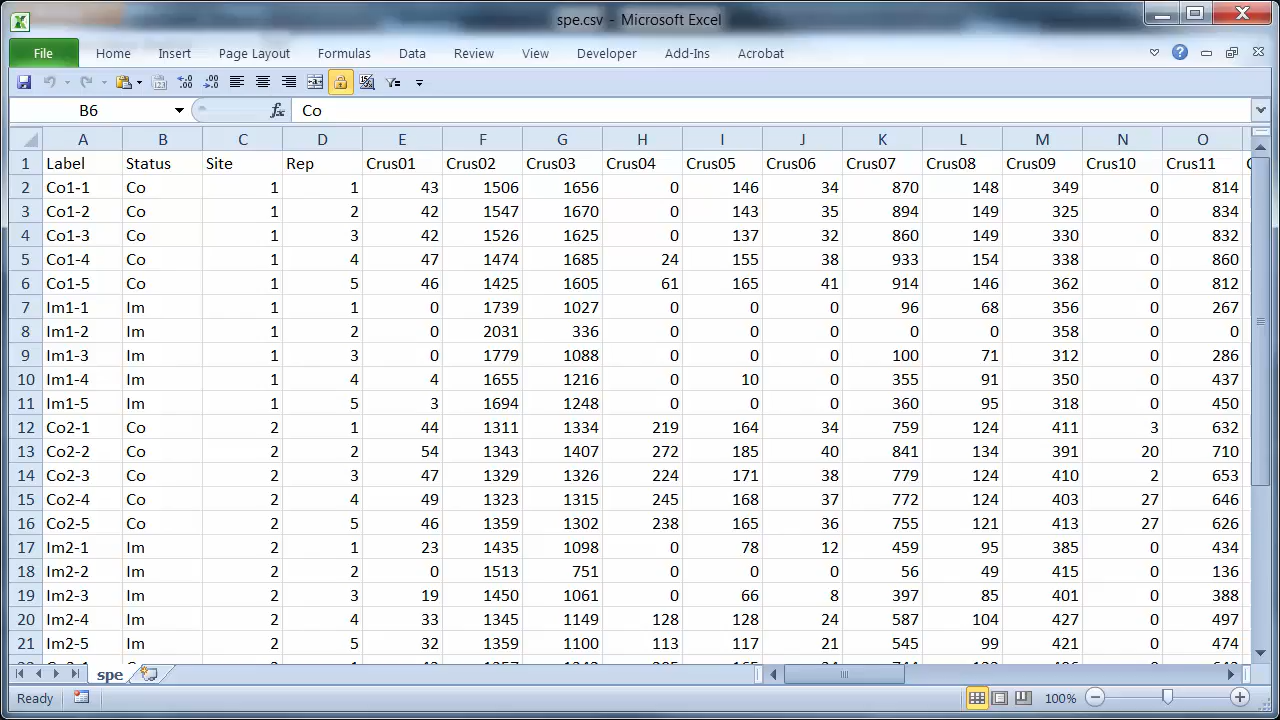 spe.csv - Microsoft Excel
File Home Insert Page Layout Formulas Data Review View Developer Add-Ins Acrobat
B6 fx Co
A B C D E F G H I J K L M N O
1 Label Status Site Rep Crus01 Crus02 Crus03 Crus04 Crus05 Crus06 Crus07 Crus08 Crus09 Crus10 Crus11
2 Co1-1 Co 1 1 43 1506 1656 0 146 34 870 148 349 0 814
3 Co1-2 Co 1 2 42 1547 1670 0 143 35 894 149 325 0 834
4 Co1-3 Co 1 3 42 1526 1625 0 137 32 860 149 330 0 832
5 Co1-4 Co 1 4 47 1474 1685 24 155 38 933 154 338 0 860
6 Co1-5 Co 1 5 46 1425 1605 61 165 41 914 146 362 0 812
7 Im1-1 Im 1 1 0 1739 1027 0 0 0 96 68 356 0 267
8 Im1-2 Im 1 2 0 2031 336 0 0 0 0 0 358 0 0
9 Im1-3 Im 1 3 0 1779 1088 0 0 0 100 71 312 0 286
10 Im1-4 Im 1 4 4 1655 1216 0 10 0 355 91 350 0 437
11 Im1-5 Im 1 5 3 1694 1248 0 0 0 360 95 318 0 450
12 Co2-1 Co 2 1 44 1311 1334 219 164 34 759 124 411 3 632
13 Co2-2 Co 2 2 54 1343 1407 272 185 40 841 134 391 20 710
14 Co2-3 Co 2 3 47 1329 1326 224 171 38 779 124 410 2 653
15 Co2-4 Co 2 4 49 1323 1315 245 168 37 772 124 403 27 646
16 Co2-5 Co 2 5 46 1359 1302 238 165 36 755 121 413 27 626
17 Im2-1 Im 2 1 23 1435 1098 0 78 12 459 95 385 0 434
18 Im2-2 Im 2 2 0 1513 751 0 0 0 56 49 415 0 136
19 Im2-3 Im 2 3 19 1450 1061 0 66 8 397 85 401 0 388
20 Im2-4 Im 2 4 33 1345 1149 128 128 24 587 104 427 0 497
21 Im2-5 Im 2 5 32 1359 1100 113 117 21 545 99 421 0 474
spe
Ready 100%